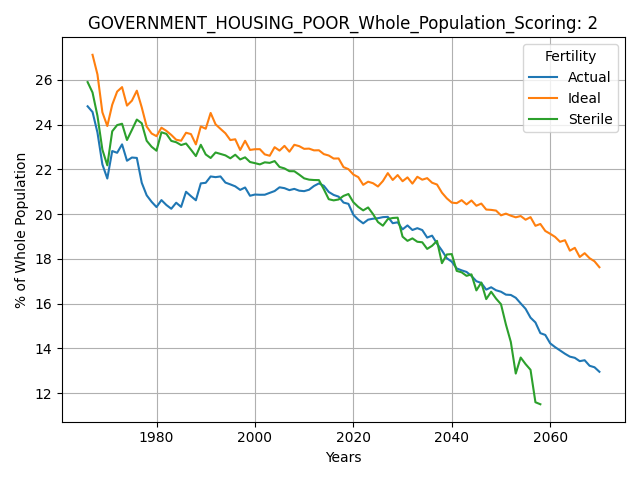 GOVERNMENT_HOUSING_POOR_Whole_Population_Scoring: 2
Fertility
Actual
Ideal
Sterile
% of Whole Population
26
24
22
20
18
16
14
12
1980
2000
2020
2040
2060
Years